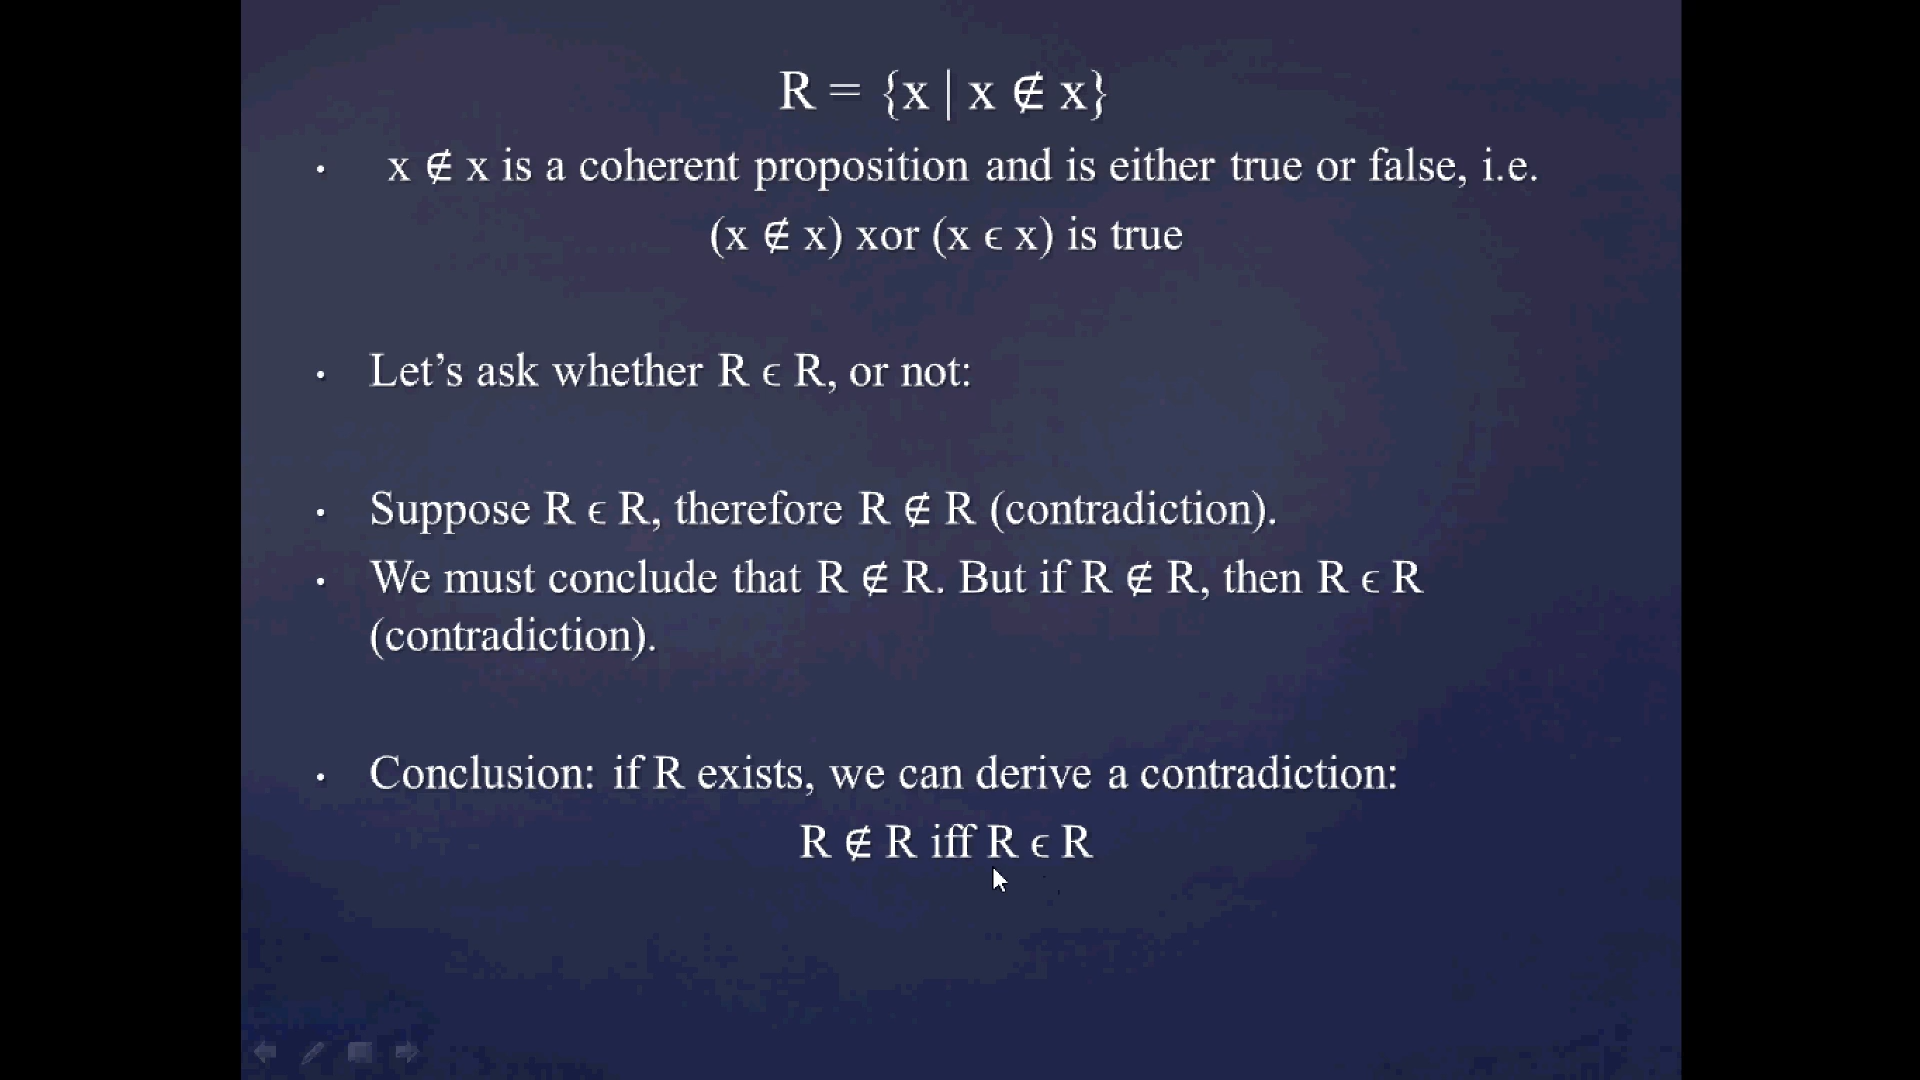 R = {x | x ∉ x}
• x ∉ x is a coherent proposition and is either true or false, i.e.
(x ∉ x) xor (x ϵ x) is true
• Let’s ask whether R ϵ R, or not:
• Suppose R ϵ R, therefore R ∉ R (contradiction).
• We must conclude that R ∉ R. But if R ∉ R, then R ϵ R
(contradiction).
• Conclusion: if R exists, we can derive a contradiction:
R ∉ R iff R ϵ R